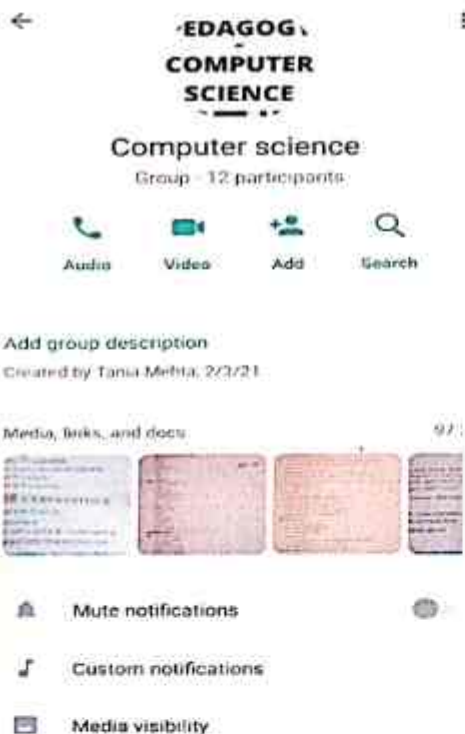 EDAGOG
COMPUTER
SCIENCE
Computer science
Group · 12 participants
Audio
Video
Add
Search
Add group description
Created by Tania Mehta, 2/3/21
Media, links, and docs
97
Mute notifications
Custom notifications
Media visibility